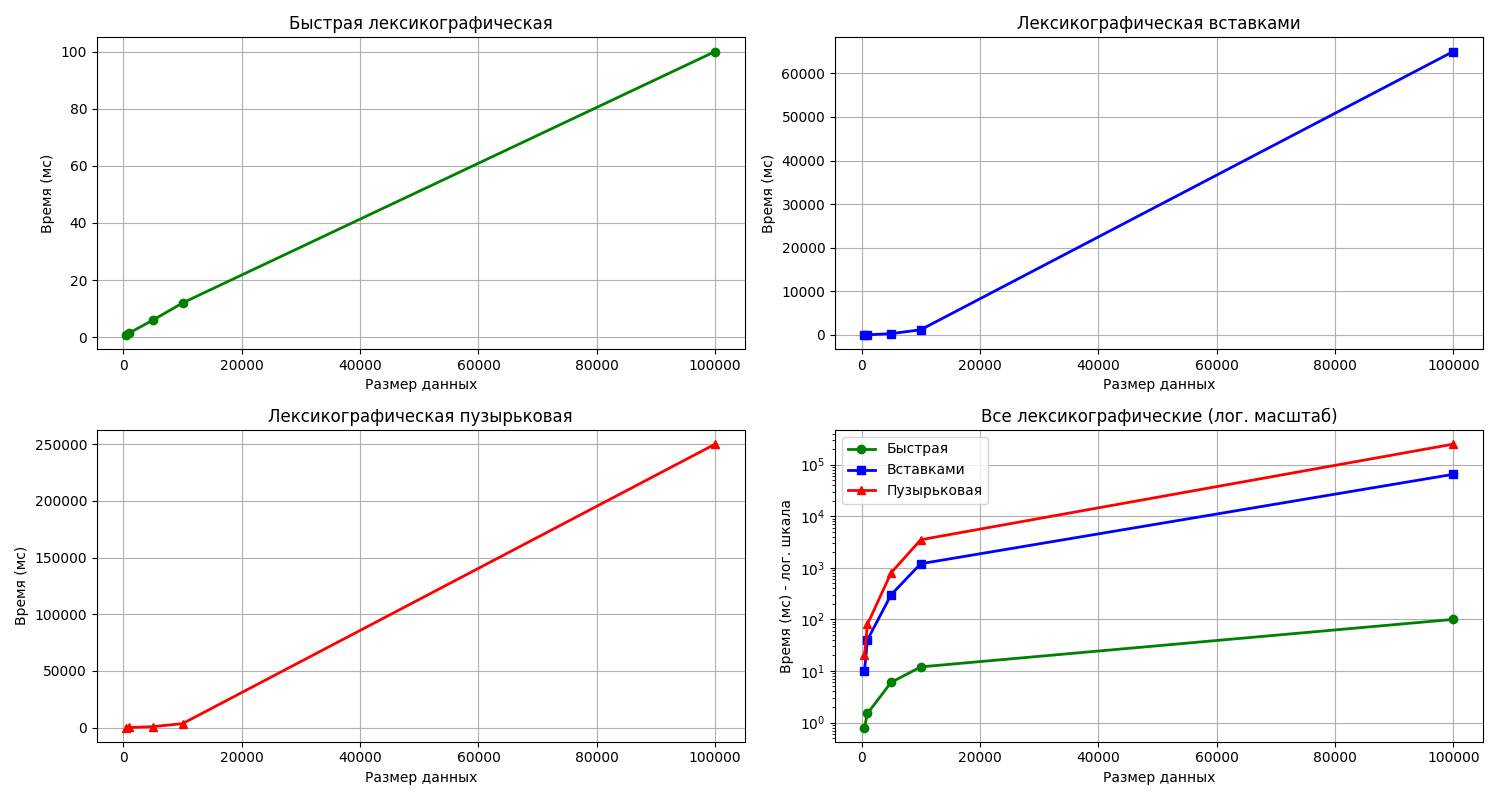 Быстрая лексикографическая
Время (мс)
100
80
60
40
20
0
0 20000 40000 60000 80000 100000
Размер данных
Лексикографическая вставками
Время (мс)
60000
50000
40000
30000
20000
10000
0
0 20000 40000 60000 80000 100000
Размер данных
Лексикографическая пузырьковая
Время (мс)
250000
200000
150000
100000
50000
0
0 20000 40000 60000 80000 100000
Размер данных
Все лексикографические (лог. масштаб)
Время (мс) - лог. шкала
Быстрая
Вставками
Пузырьковая
10⁵
10⁴
10³
10²
10¹
10⁰
0 20000 40000 60000 80000 100000
Размер данных